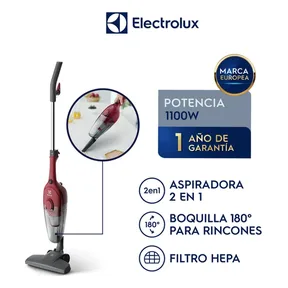 Electrolux
MARCA
EUROPEA
POTENCIA
1100W
1 AÑO DE
GARANTÍA
2en1
ASPIRADORA
2 EN 1
180°
BOQUILLA 180°
PARA RINCONES
FILTRO HEPA